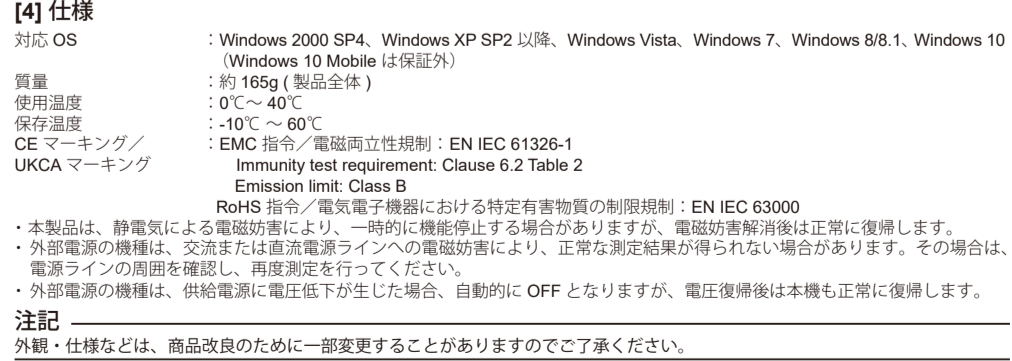 [4] 仕様
対応 OS ：Windows 2000 SP4、Windows XP SP2 以降、Windows Vista、Windows 7、Windows 8/8.1、Windows 10
（Windows 10 Mobile は保証外）
質量 ：約 165g ( 製品全体 )
使用温度 ：0℃～ 40℃
保存温度 ：-10℃ ～ 60℃
CE マーキング／ ：EMC 指令／電磁両立性規制：EN IEC 61326-1
UKCA マーキング Immunity test requirement: Clause 6.2 Table 2
Emission limit: Class B
RoHS 指令／電気電子機器における特定有害物質の制限規制：EN IEC 63000
・本製品は、静電気による電磁妨害により、一時的に機能停止する場合がありますが、電磁妨害解消後は正常に復帰します。
・外部電源の機種は、交流または直流電源ラインへの電磁妨害により、正常な測定結果が得られない場合があります。その場合は、
電源ラインの周囲を確認し、再度測定を行ってください。
・外部電源の機種は、供給電源に電圧低下が生じた場合、自動的に OFF となりますが、電圧復帰後は本機も正常に復帰します。
注記
外観・仕様などは、商品改良のために一部変更することがありますのでご了承ください。